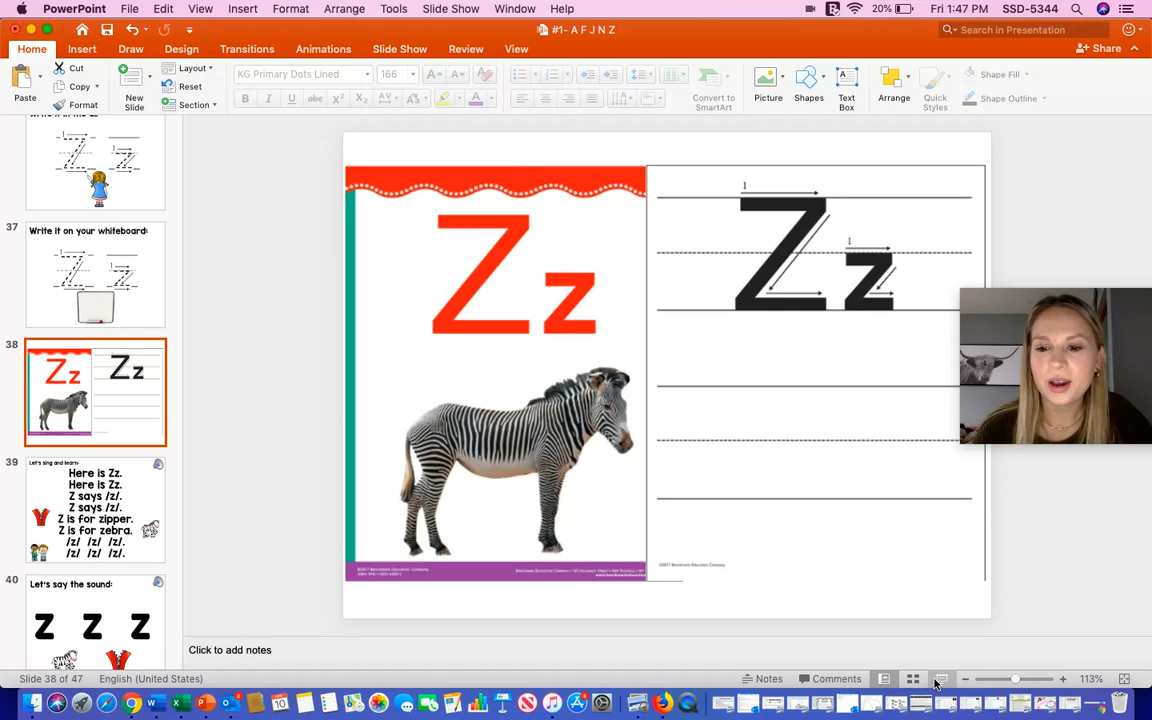 PowerPoint File Edit View Insert Format Arrange Tools Slide Show Window Help 20% Fri 1:47 PM SSD-5344
#1- A F J N Z
Search in Presentation
Home Insert Draw Design Transitions Animations Slide Show Review View
Share
Paste
Cut
Copy
Format
New
Slide
Layout
Reset
Section
KG Primary Dots Lined 166
Convert to
SmartArt
Picture
Shapes
Text
Box
Arrange
Quick
Styles
Shape Fill
Shape Outline
37
Write it on your whiteboard:
Z z
38
Zz
Zz
39
Let's sing and learn:
Here is Zz.
Here is Zz.
Z says /z/.
Z says /z/.
Z is for zipper.
Z is for zebra.
/z/ /z/ /z/.
/z/ /z/ /z/.
40
Let's say the sound:
z z z
Zz
1
1
Zz
Click to add notes
Slide 38 of 47
English (United States)
Notes
Comments
113%